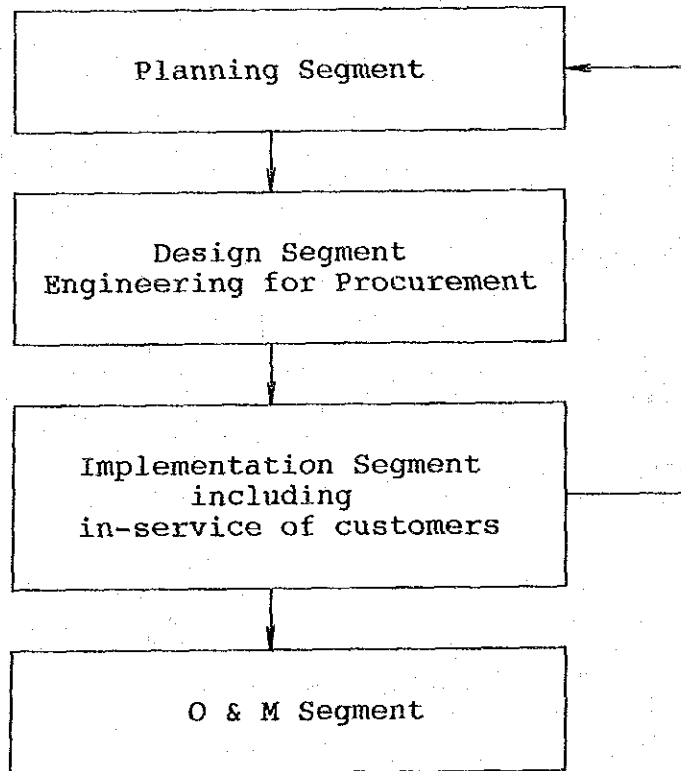 Planning Segment
Design Segment
Engineering for Procurement
Implementation Segment
including
in-service of customers
O & M Segment